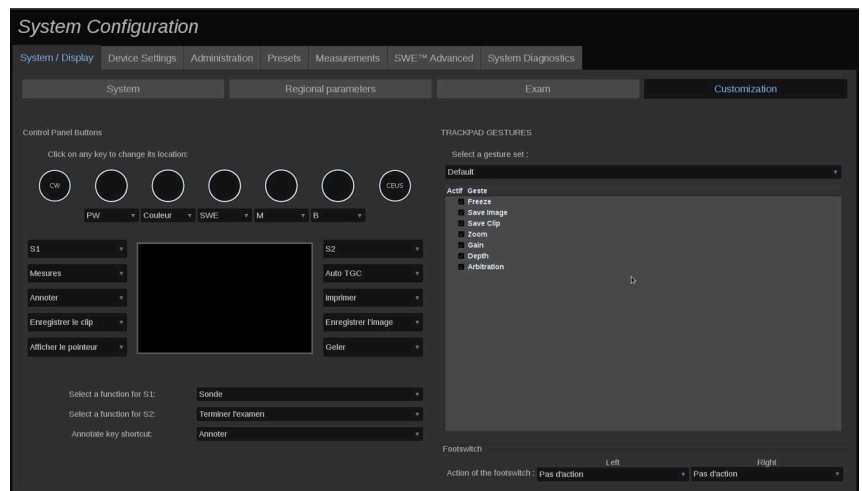 System Configuration
System / Display
Device Settings
Administration
Presets
Measurements
SWE™ Advanced
System Diagnostics
System
Regional parameters
Exam
Customization
Control Panel Buttons
Click on any key to change its location:
CW
CEUS
PW
Couleur
SWE
M
B
S1
Mesures
Annoter
Enregistrer le clip
Afficher le pointeur
S2
Auto TGC
Imprimer
Enregistrer l'image
Geler
Select a function for S1: Sonde
Select a function for S2: Terminer l'examen
Annotate key shortcut: Annoter
TRACKPAD GESTURES
Select a gesture set :
Default
Actif Geste
Freeze
Save Image
Save Clip
Zoom
Gain
Depth
Arbitration
Footswitch
Left Right
Action of the footswitch : Pas d'action Pas d'action